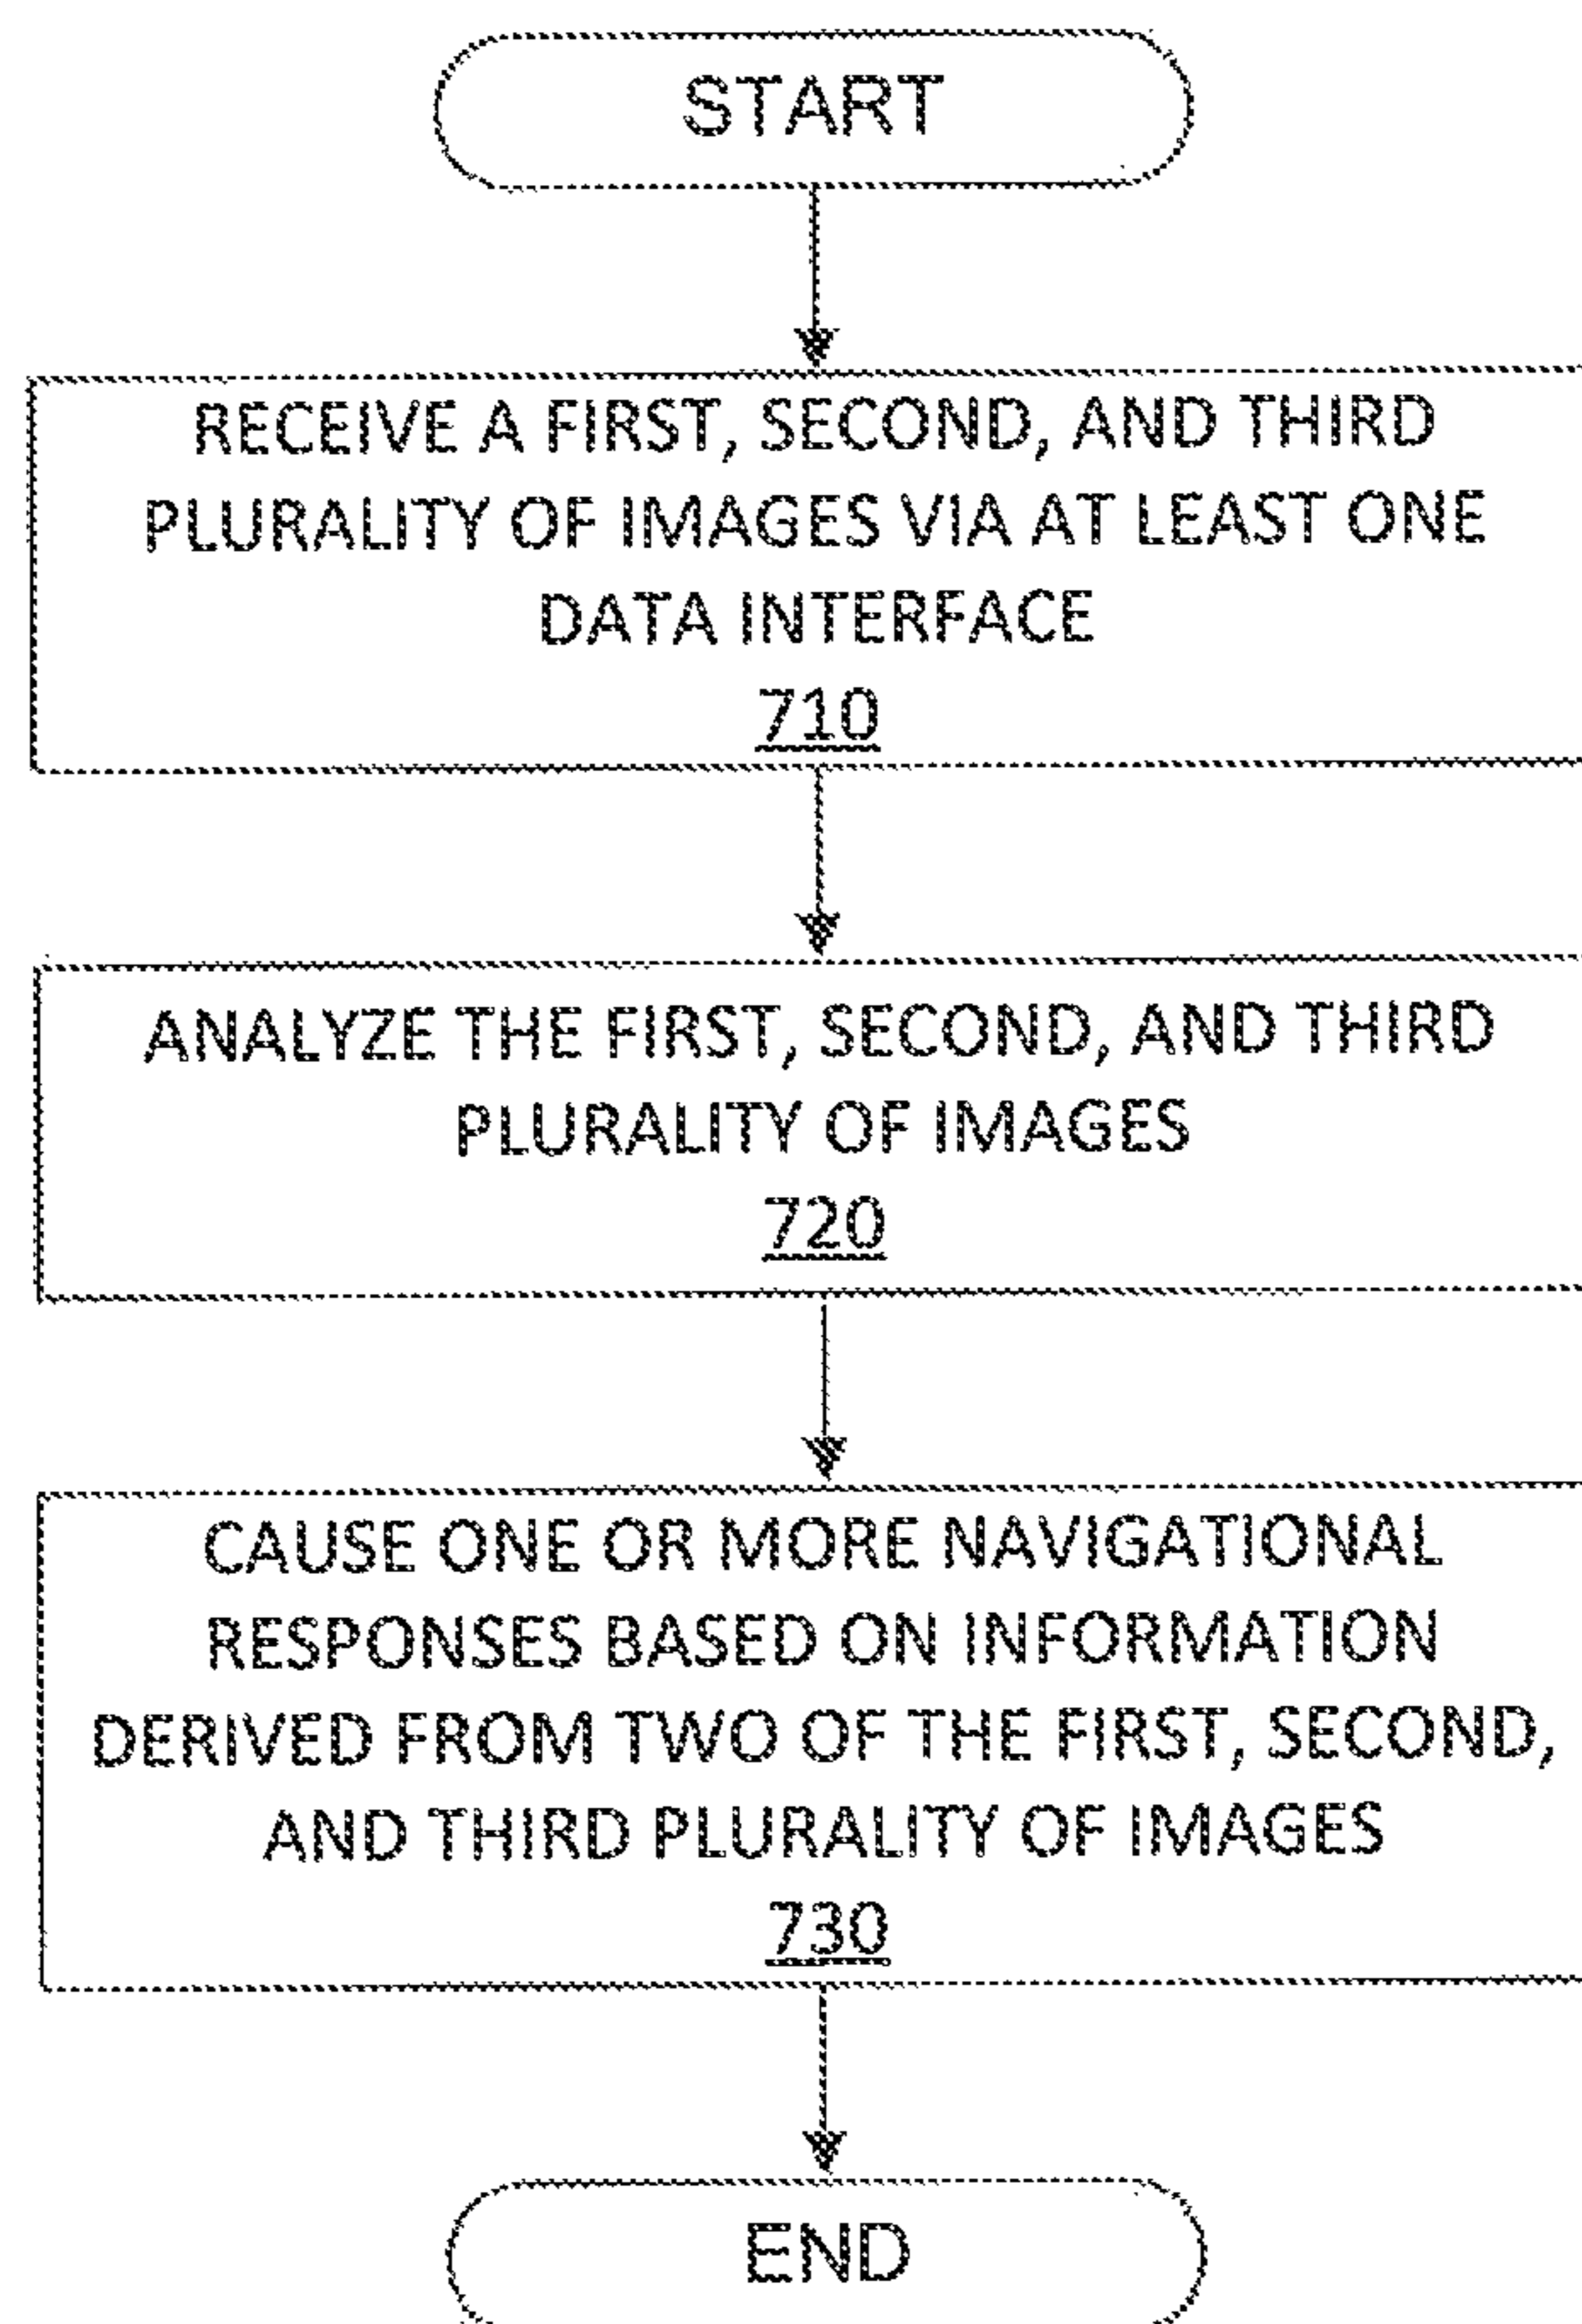 START
RECEIVE A FIRST, SECOND, AND THIRD
PLURALITY OF IMAGES VIA AT LEAST ONE
DATA INTERFACE
710
ANALYZE THE FIRST, SECOND, AND THIRD
PLURALITY OF IMAGES
720
CAUSE ONE OR MORE NAVIGATIONAL
RESPONSES BASED ON INFORMATION
DERIVED FROM TWO OF THE FIRST, SECOND,
AND THIRD PLURALITY OF IMAGES
730
END